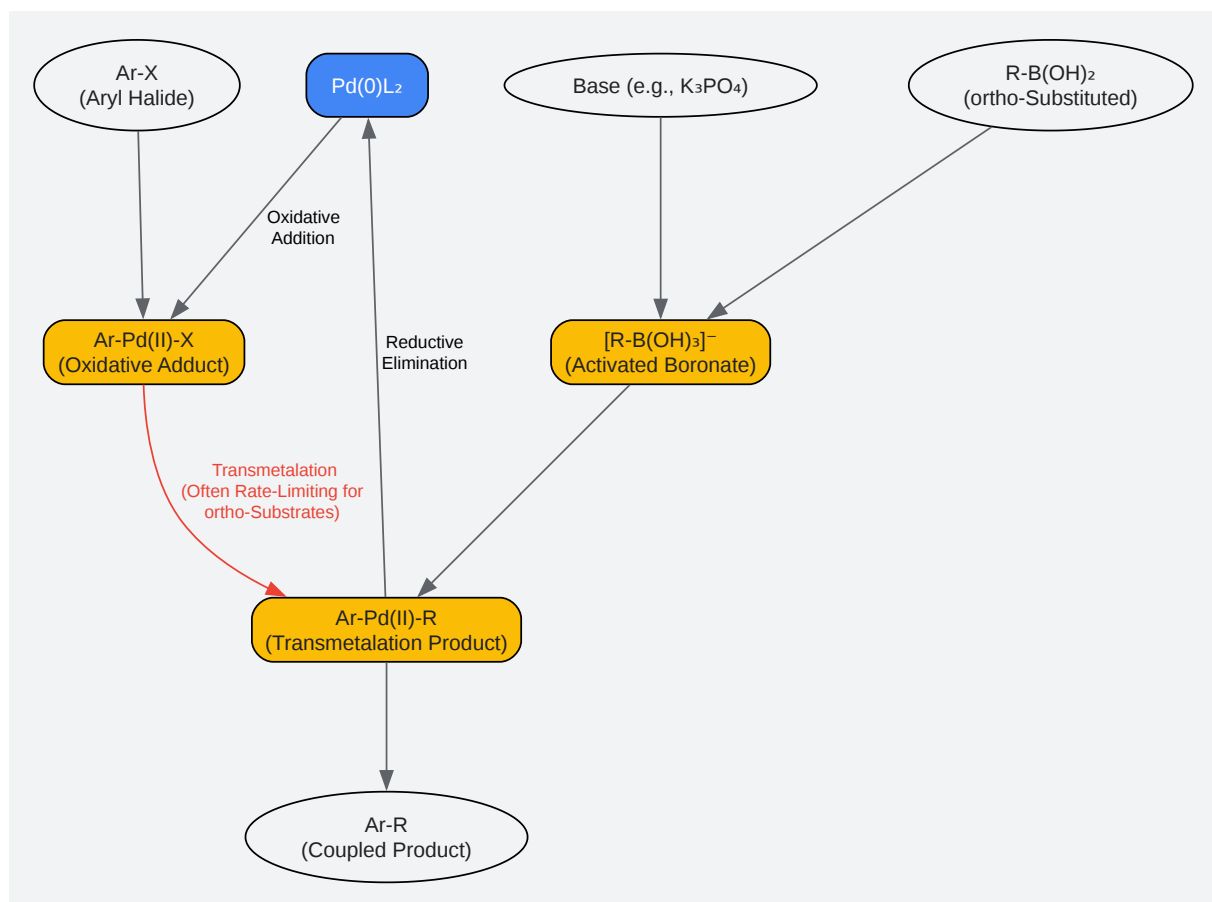 Ar-X
(Aryl Halide)
Pd(0)L₂
Base (e.g., K₃PO₄)
R-B(OH)₂
(ortho-Substituted)
Oxidative
Addition
Ar-Pd(II)-X
(Oxidative Adduct)
Reductive
Elimination
[R-B(OH)₃]⁻
(Activated Boronate)
Transmetalation
(Often Rate-Limiting for
ortho-Substrates)
Ar-Pd(II)-R
(Transmetalation Product)
Ar-R
(Coupled Product)